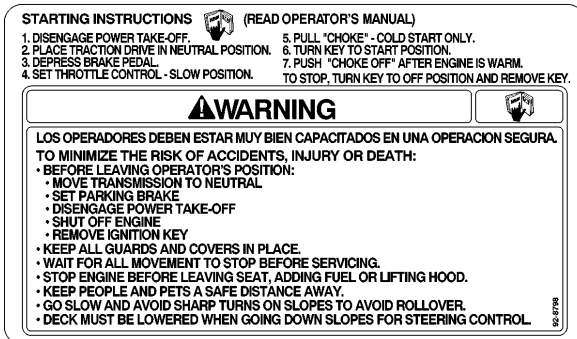 STARTING INSTRUCTIONS (READ OPERATOR'S MANUAL)
1. DISENGAGE POWER TAKE-OFF.
2. PLACE TRACTION DRIVE IN NEUTRAL POSITION.
3. DEPRESS BRAKE PEDAL.
4. SET THROTTLE CONTROL - SLOW POSITION.
5. PULL "CHOKE" - COLD START ONLY.
6. TURN KEY TO START POSITION.
7. PUSH "CHOKE OFF" AFTER ENGINE IS WARM.
TO STOP, TURN KEY TO OFF POSITION AND REMOVE KEY.
WARNING
LOS OPERADORES DEBEN ESTAR MUY BIEN CAPACITADOS EN UNA OPERACION SEGURA.
TO MINIMIZE THE RISK OF ACCIDENTS, INJURY OR DEATH:
• BEFORE LEAVING OPERATOR'S POSITION:
• MOVE TRANSMISSION TO NEUTRAL
• SET PARKING BRAKE
• DISENGAGE POWER TAKE-OFF
• SHUT OFF ENGINE
• REMOVE IGNITION KEY
• KEEP ALL GUARDS AND COVERS IN PLACE.
• WAIT FOR ALL MOVEMENT TO STOP BEFORE SERVICING.
• STOP ENGINE BEFORE LEAVING SEAT, ADDING FUEL OR LIFTING HOOD.
• KEEP PEOPLE AND PETS A SAFE DISTANCE AWAY.
• GO SLOW AND AVOID SHARP TURNS ON SLOPES TO AVOID ROLLOVER.
• DECK MUST BE LOWERED WHEN GOING DOWN SLOPES FOR STEERING CONTROL.
92-8798